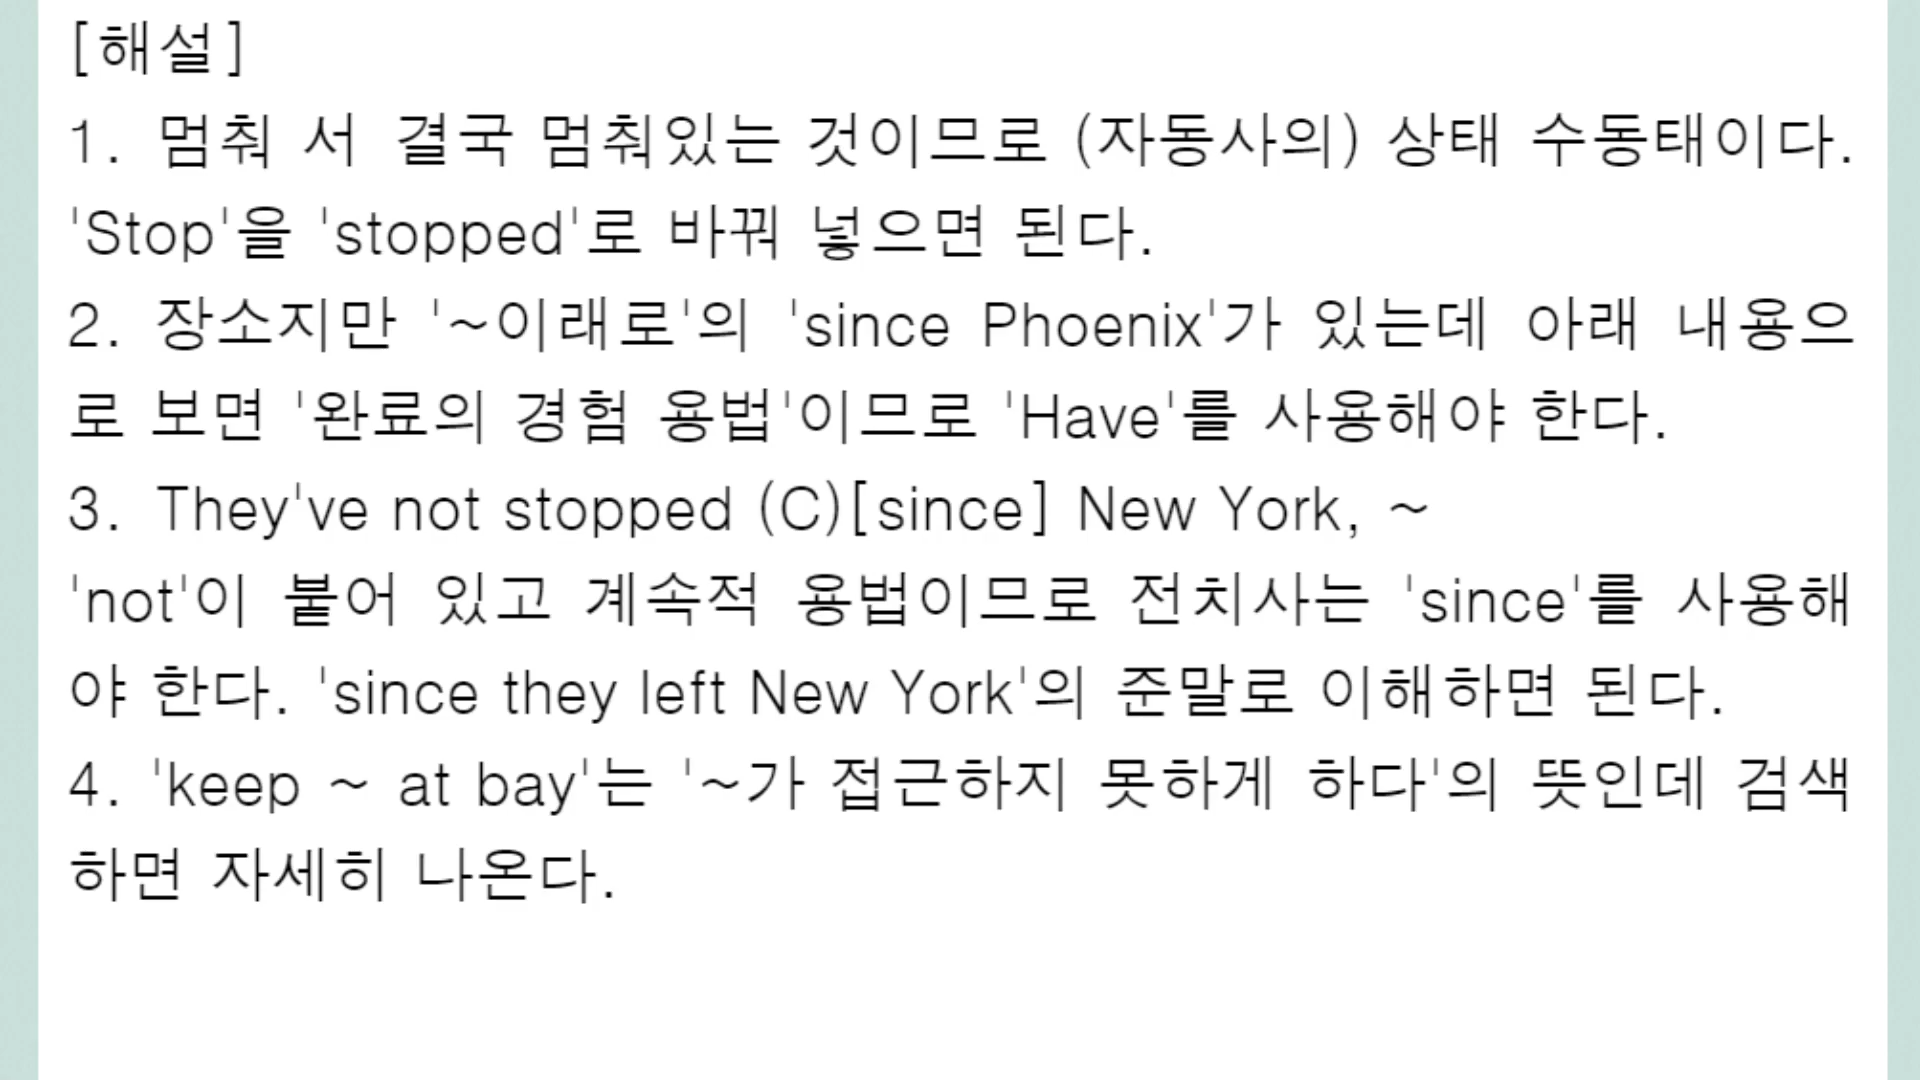 [해설]
1. 멈춰 서 결국 멈춰있는 것이므로 (자동사의) 상태 수동태이다.
'Stop'을 'stopped'로 바꿔 넣으면 된다.
2. 장소지만 '~이래로'의 'since Phoenix'가 있는데 아래 내용으
로 보면 '완료의 경험 용법'이므로 'Have'를 사용해야 한다.
3. They've not stopped (C)[since] New York, ~
'not'이 붙어 있고 계속적 용법이므로 전치사는 'since'를 사용해
야 한다. 'since they left New York'의 준말로 이해하면 된다.
4. 'keep ~ at bay'는 '~가 접근하지 못하게 하다'의 뜻인데 검색
하면 자세히 나온다.